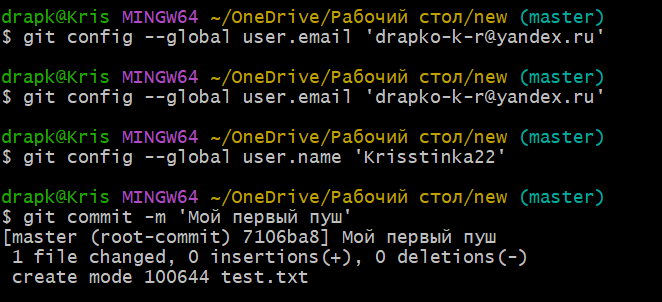 drapk@Kris MINGW64 ~/OneDrive/Рабочий стол/new (master)
$ git config --global user.email 'drapko-k-r@yandex.ru'
drapk@Kris MINGW64 ~/OneDrive/Рабочий стол/new (master)
$ git config --global user.email 'drapko-k-r@yandex.ru'
drapk@Kris MINGW64 ~/OneDrive/Рабочий стол/new (master)
$ git config --global user.name 'Krisstinka22'
drapk@Kris MINGW64 ~/OneDrive/Рабочий стол/new (master)
$ git commit -m 'Мой первый пуш'
[master (root-commit) 7106ba8] Мой первый пуш
 1 file changed, 0 insertions(+), 0 deletions(-)
 create mode 100644 test.txt